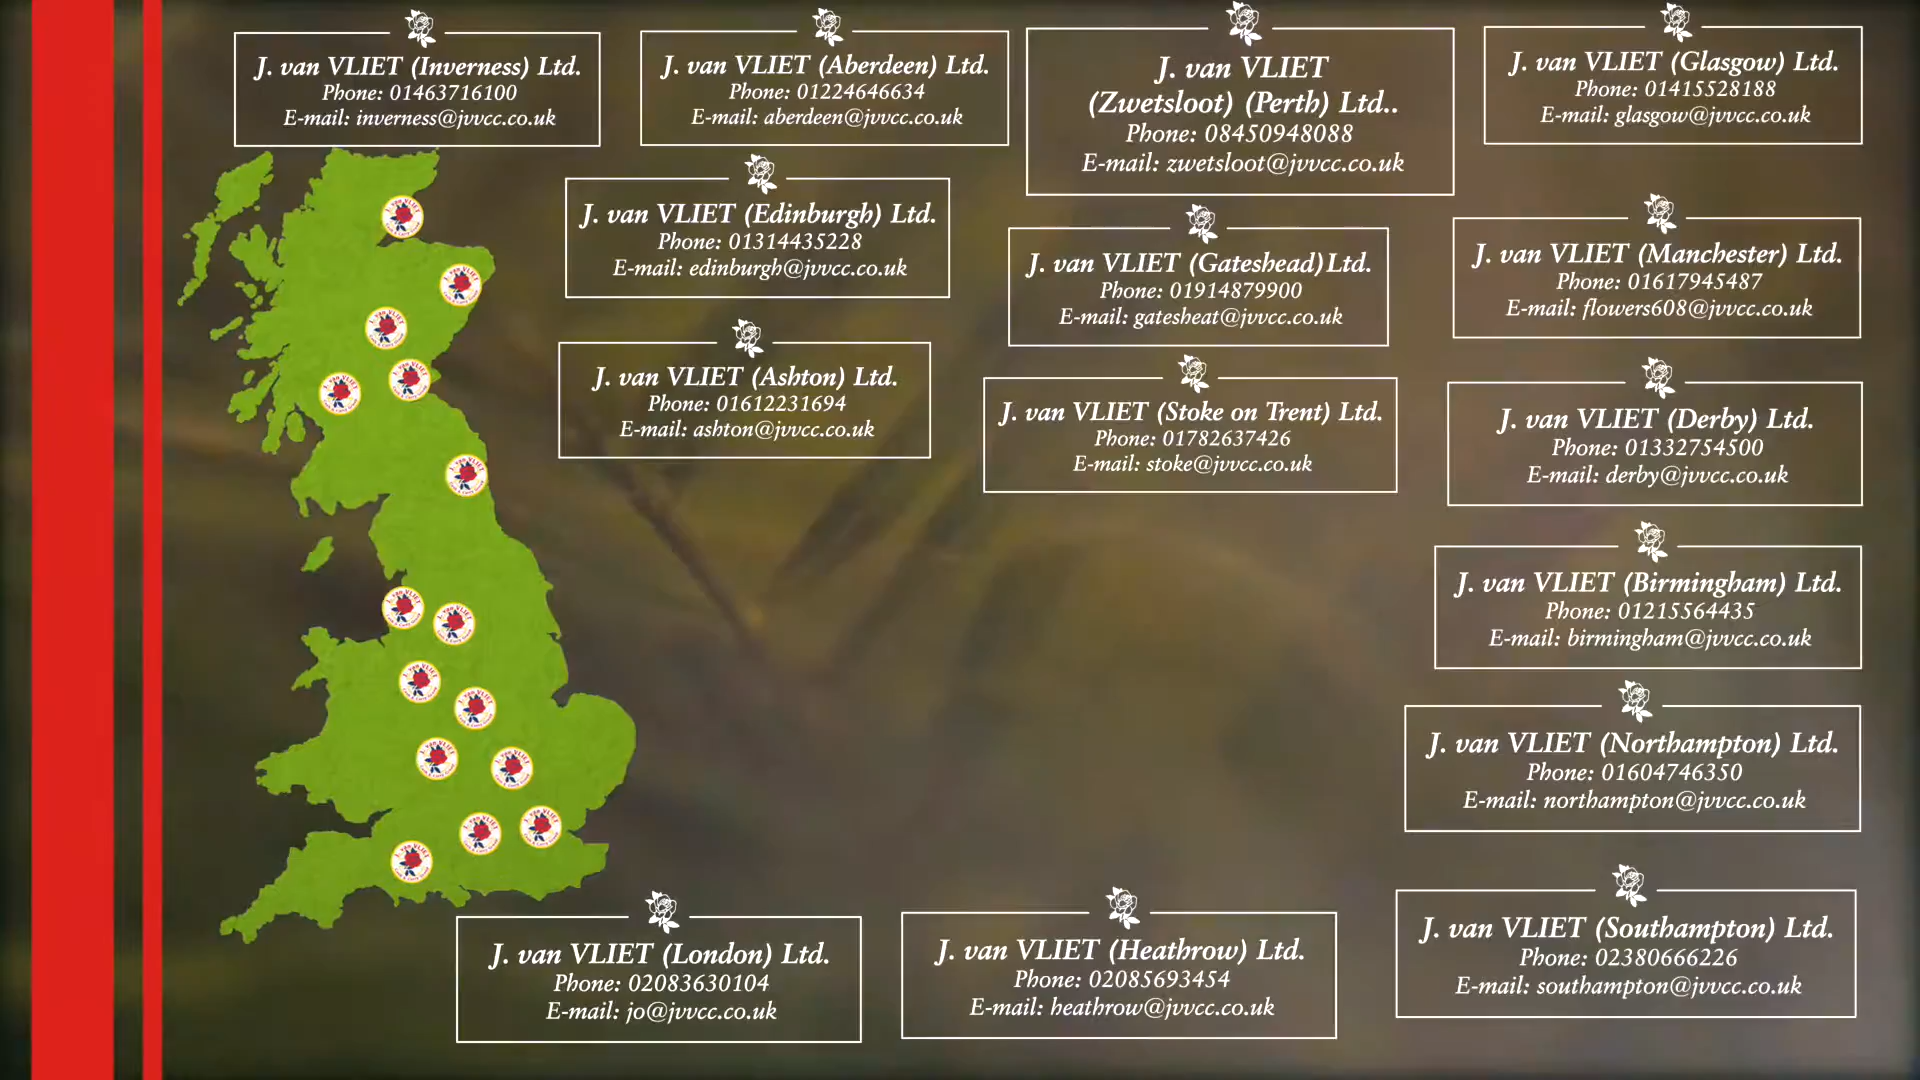 J. van VLIET (Inverness) Ltd.
Phone: 01463716100
E-mail: inverness@jvvcc.co.uk
J. van VLIET (Aberdeen) Ltd.
Phone: 01224646634
E-mail: aberdeen@jvvcc.co.uk
J. van VLIET
(Zwetsloot) (Perth) Ltd..
Phone: 08450948088
E-mail: zwetsloot@jvvcc.co.uk
J. van VLIET (Glasgow) Ltd.
Phone: 01415528188
E-mail: glasgow@jvvcc.co.uk
J. van VLIET (Edinburgh) Ltd.
Phone: 01314435228
E-mail: edinburgh@jvvcc.co.uk
J. van VLIET (Gateshead)Ltd.
Phone: 01914879900
E-mail: gatesheat@jvvcc.co.uk
J. van VLIET (Manchester) Ltd.
Phone: 01617945487
E-mail: flowers608@jvvcc.co.uk
J. van VLIET (Ashton) Ltd.
Phone: 01612231694
E-mail: ashton@jvvcc.co.uk
J. van VLIET (Stoke on Trent) Ltd.
Phone: 01782637426
E-mail: stoke@jvvcc.co.uk
J. van VLIET (Derby) Ltd.
Phone: 01332754500
E-mail: derby@jvvcc.co.uk
J. van VLIET (Birmingham) Ltd.
Phone: 01215564435
E-mail: birmingham@jvvcc.co.uk
J. van VLIET (Northampton) Ltd.
Phone: 01604746350
E-mail: northampton@jvvcc.co.uk
J. van VLIET (London) Ltd.
Phone: 02083630104
E-mail: jo@jvvcc.co.uk
J. van VLIET (Heathrow) Ltd.
Phone: 02085693454
E-mail: heathrow@jvvcc.co.uk
J. van VLIET (Southampton) Ltd.
Phone: 02380666226
E-mail: southampton@jvvcc.co.uk